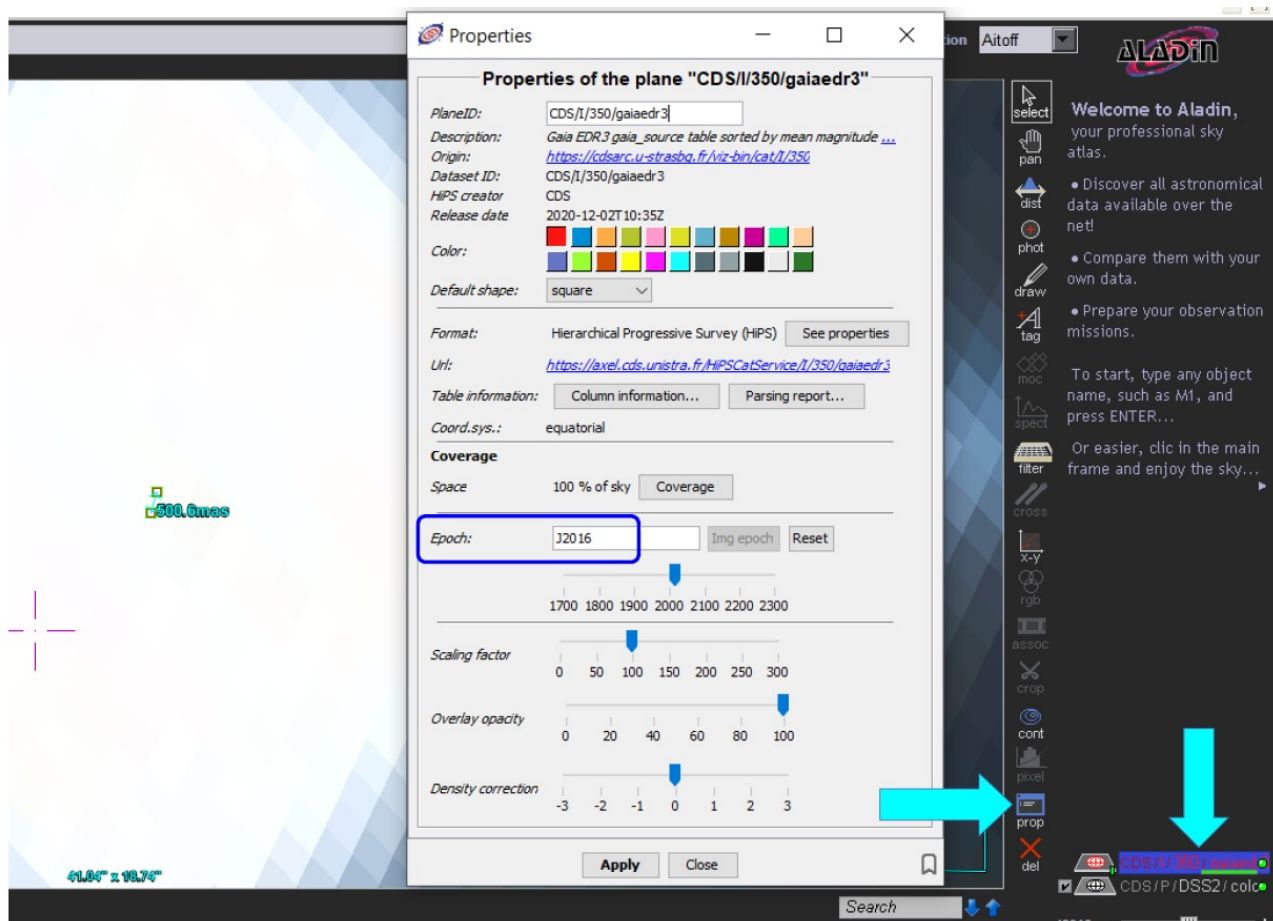 Properties
Properties of the plane "CDS/I/350/gaiaedr3"
PlaneID: CDS/I/350/gaiaedr3
Description: Gaia EDR3 gaia_source table sorted by mean magnitude ...
Origin: https://cdsarc.u-strasbg.fr/viz-bin/cat/I/350
Dataset ID: CDS/I/350/gaiaedr3
HiPS creator CDS
Release date 2020-12-02T10:35Z
Color:
Default shape: square
Format: Hierarchical Progressive Survey (HiPS) See properties
Url: https://axel.cds.unistra.fr/HiPSCatService/I/350/gaiaedr3
Table information: Column information... Parsing report...
Coord.sys.: equatorial
Coverage
Space 100 % of sky Coverage
Epoch: J2016 Img epoch Reset
1700 1800 1900 2000 2100 2200 2300
Scaling factor
0 50 100 150 200 250 300
Overlay opacity
0 20 40 60 80 100
Density correction
-3 -2 -1 0 1 2 3
Apply Close
500.6mas
41.04" x 18.74"
Aitoff
ALADiN
select
pan
dist
phot
draw
tag
moc
spect
filter
cross
x-y
rgb
assoc
crop
cont
pixel
prop
del
Welcome to Aladin,
your professional sky
atlas.
• Discover all astronomical
data available over the
net!
• Compare them with your
own data.
• Prepare your observation
missions.
To start, type any object
name, such as M1, and
press ENTER...
Or easier, clic in the main
frame and enjoy the sky...
CDS/I/350/gaiaed
CDS/P/DSS2/colo
Search